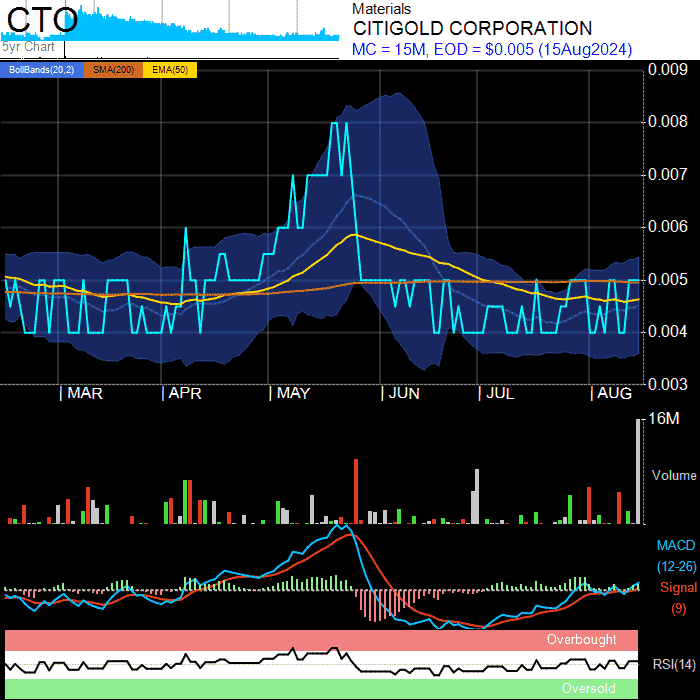 CTO
5yr Chart
Materials
CITIGOLD CORPORATION
MC = 15M, EOD = $0.005 (15Aug2024)
BollBands(20,2) SMA(200) EMA(50)
0.009
0.008
0.007
0.006
0.005
0.004
0.003
MAR APR MAY JUN JUL AUG
16M
Volume
MACD
(12-26)
Signal
(9)
Overbought
RSI(14)
Oversold